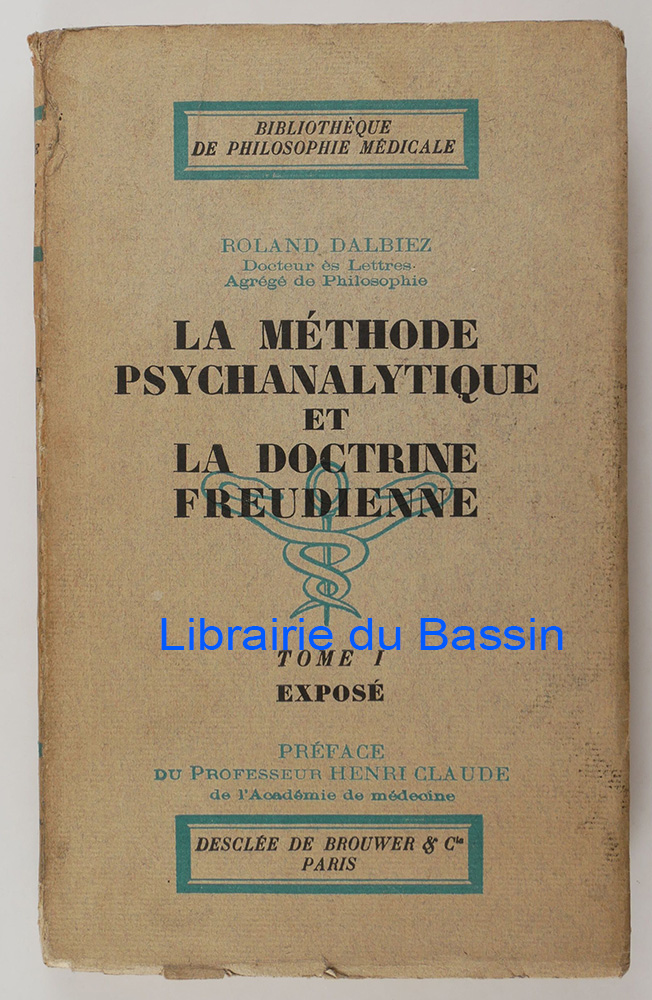 BIBLIOTHÈQUE
DE PHILOSOPHIE MÉDICALE
ROLAND DALBIEZ
Docteur ès Lettres.
Agrégé de Philosophie
LA MÉTHODE
PSYCHANALYTIQUE
ET
LA DOCTRINE
FREUDIENNE
Librairie du Bassin
TOME I
EXPOSÉ
PRÉFACE
DU PROFESSEUR HENRI CLAUDE
de l'Académie de médecine
DESCLÉE DE BROUWER & Cie
PARIS